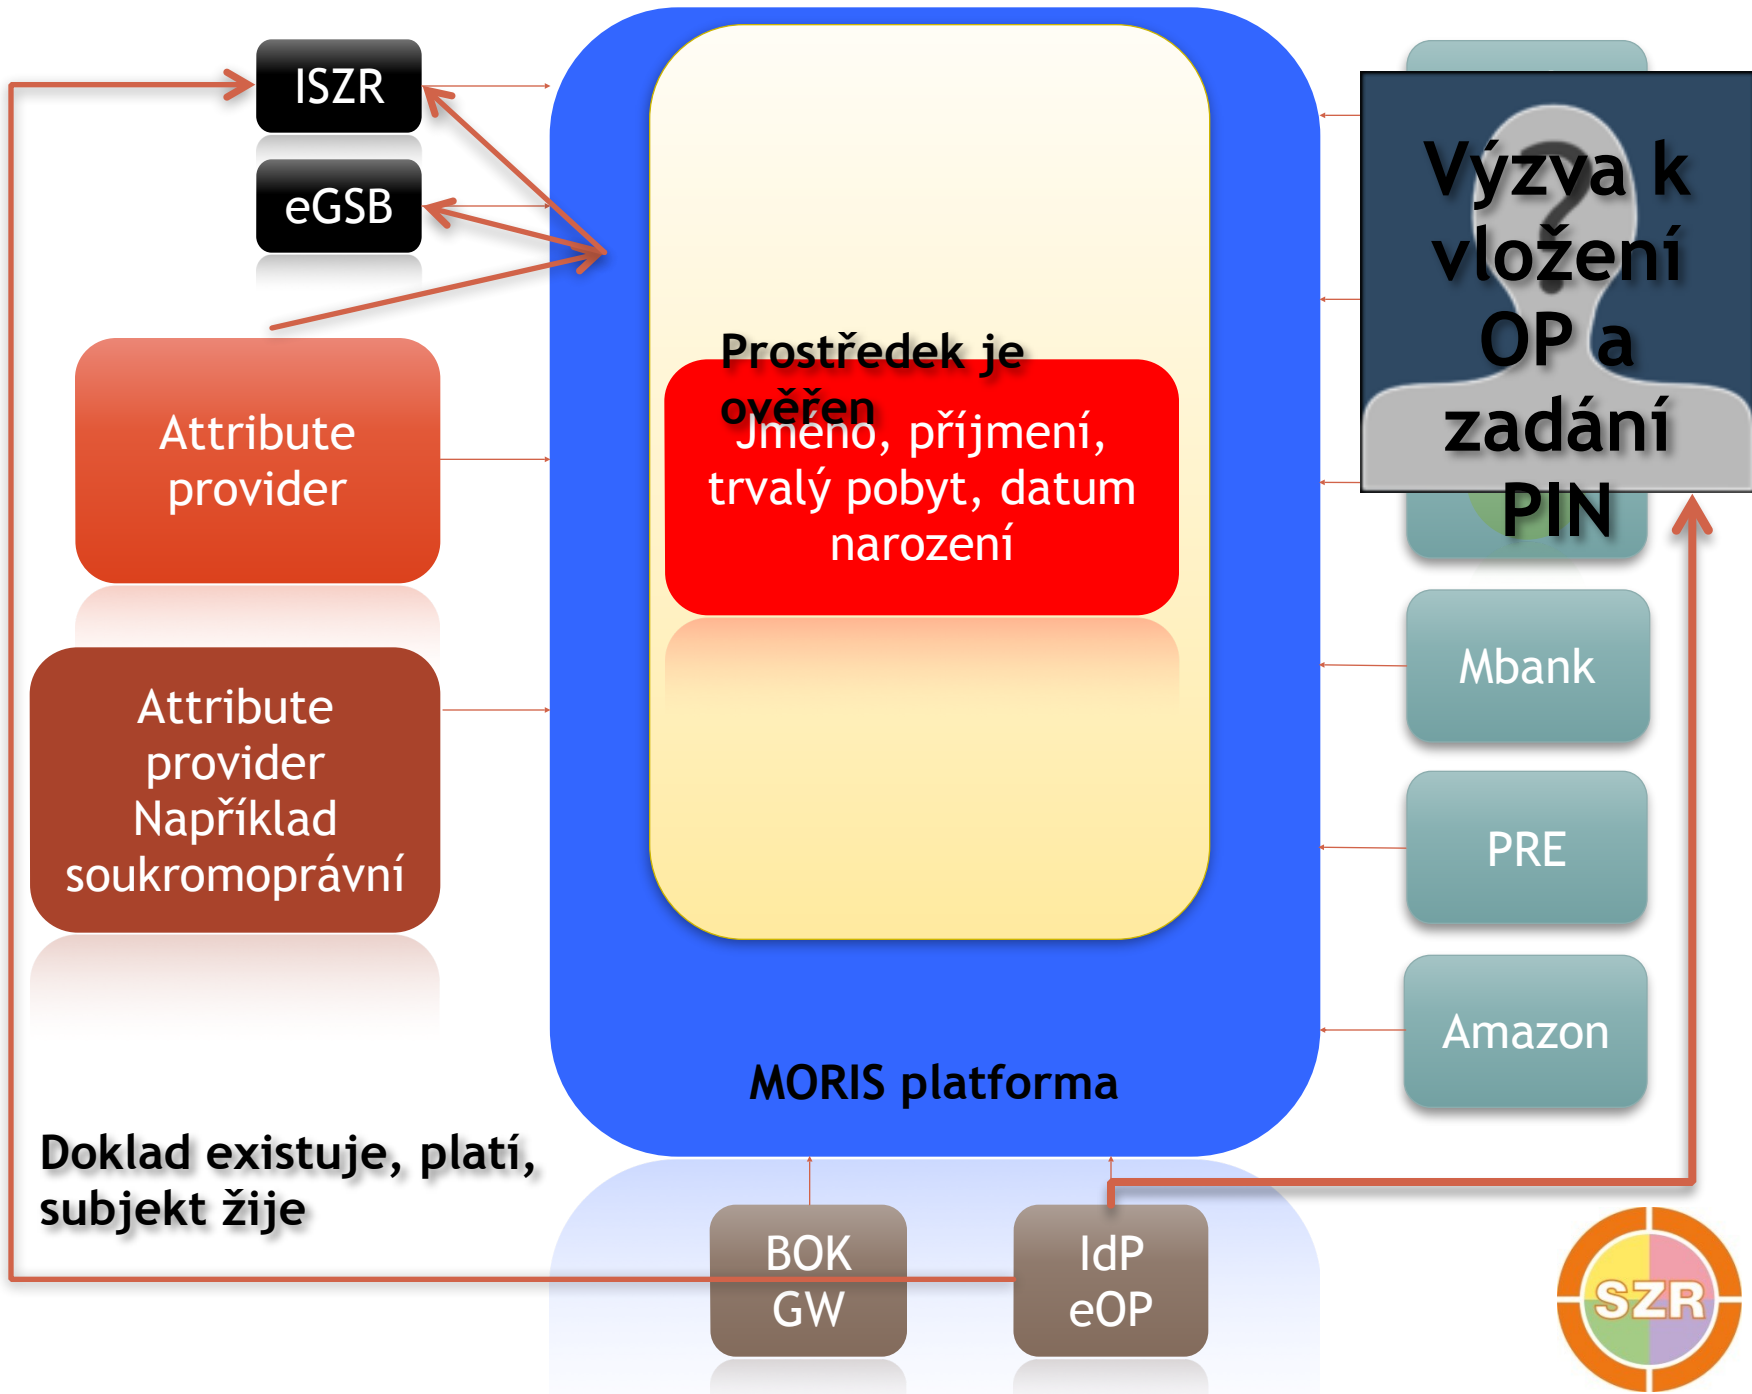 ISZR
eGSB
Výzva k
vložení
OP a
zadání
PIN
Prostředek je
ověřen
Jméno, příjmení,
trvalý pobyt, datum
narození
Attribute
provider
Attribute
provider
Například
soukromoprávní
Mbank
PRE
Amazon
MORIS platforma
Doklad existuje, platí,
subjekt žije
BOK
GW
IdP
eOP
SZR